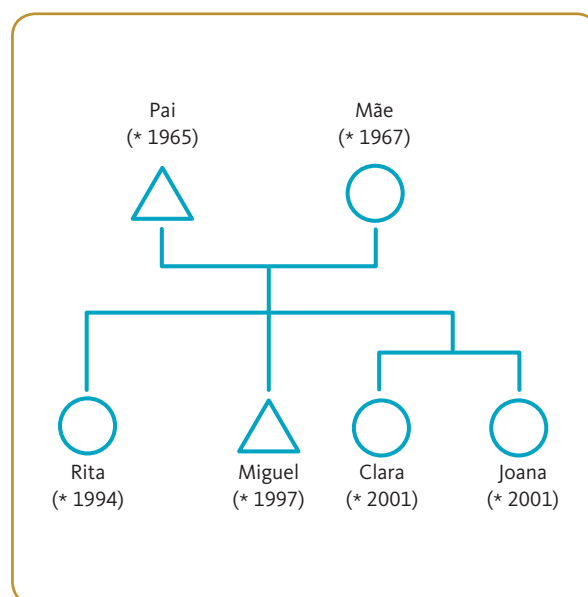 Pai
(* 1965)
Mãe
(* 1967)
Rita
(* 1994)
Miguel
(* 1997)
Clara
(* 2001)
Joana
(* 2001)